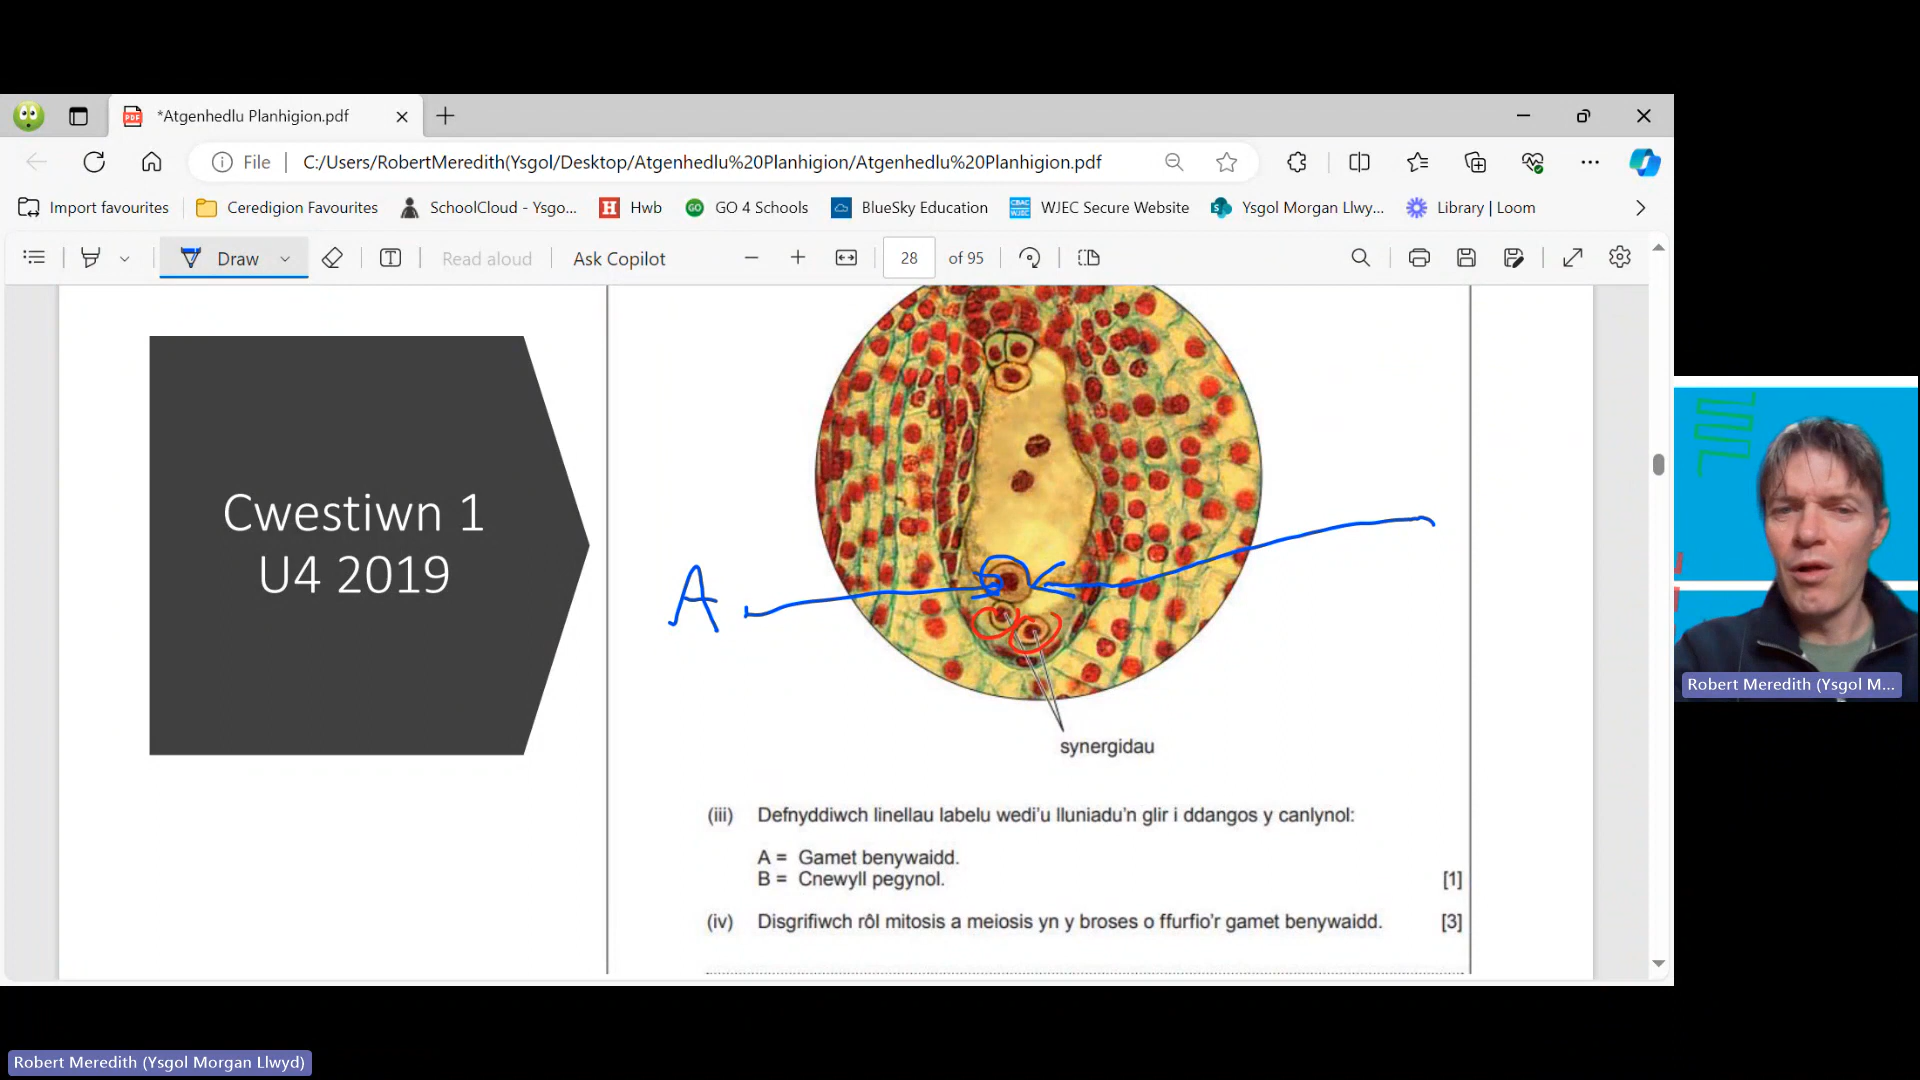 *Atgenhedlu Planhigion.pdf
File
C:/Users/RobertMeredith(Ysgol/Desktop/Atgenhedlu%20Planhigion/Atgenhedlu%20Planhigion.pdf
Import favourites
Ceredigion Favourites
SchoolCloud - Ysgo...
Hwb
GO 4 Schools
BlueSky Education
WJEC Secure Website
Ysgol Morgan Llwy...
Library | Loom
Draw
Read aloud
Ask Copilot
28 of 95
Cwestiwn 1
U4 2019
A
synergidau
(iii) Defnyddiwch linellau labelu wedi'u lluniadu'n glir i ddangos y canlynol:
A = Gamet benywaidd.
B = Cnewyll pegynol. [1]
(iv) Disgrifiwch rôl mitosis a meiosis yn y broses o ffurfio'r gamet benywaidd. [3]
Robert Meredith (Ysgol M...
Robert Meredith (Ysgol Morgan Llwyd)